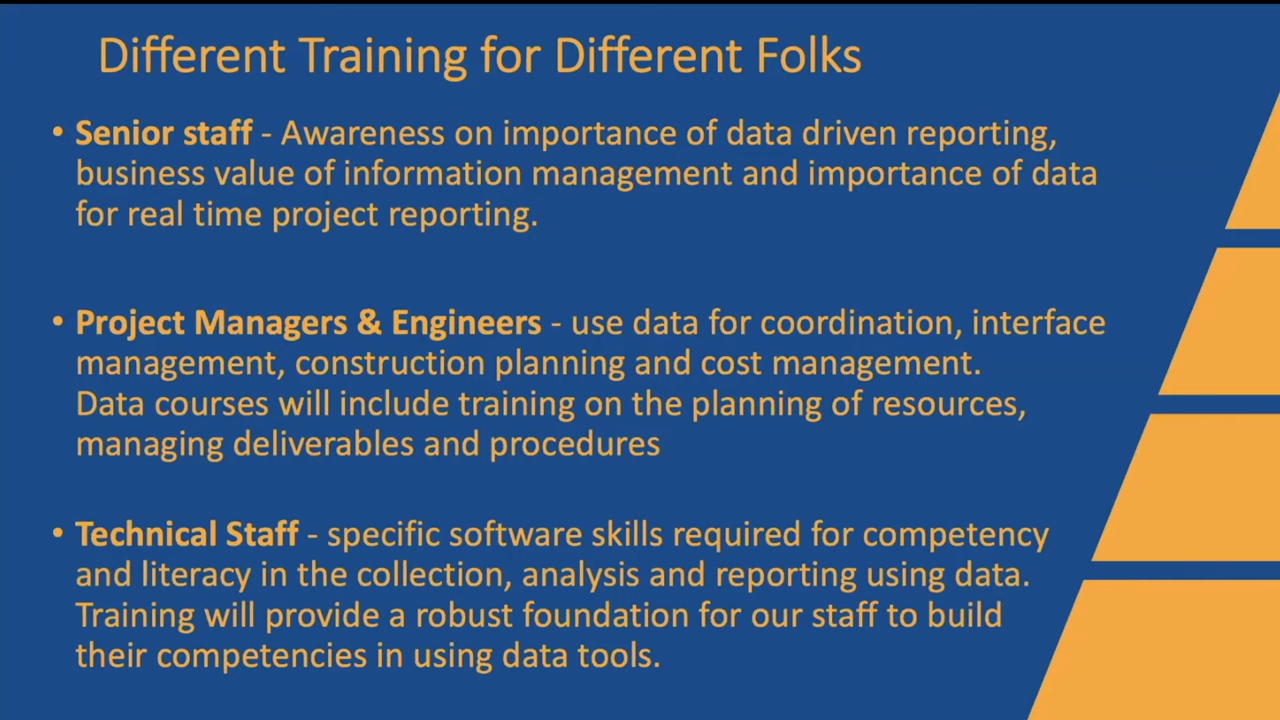 Different Training for Different Folks
• Senior staff - Awareness on importance of data driven reporting,
business value of information management and importance of data
for real time project reporting.
• Project Managers & Engineers - use data for coordination, interface
management, construction planning and cost management.
Data courses will include training on the planning of resources,
managing deliverables and procedures
• Technical Staff - specific software skills required for competency
and literacy in the collection, analysis and reporting using data.
Training will provide a robust foundation for our staff to build
their competencies in using data tools.